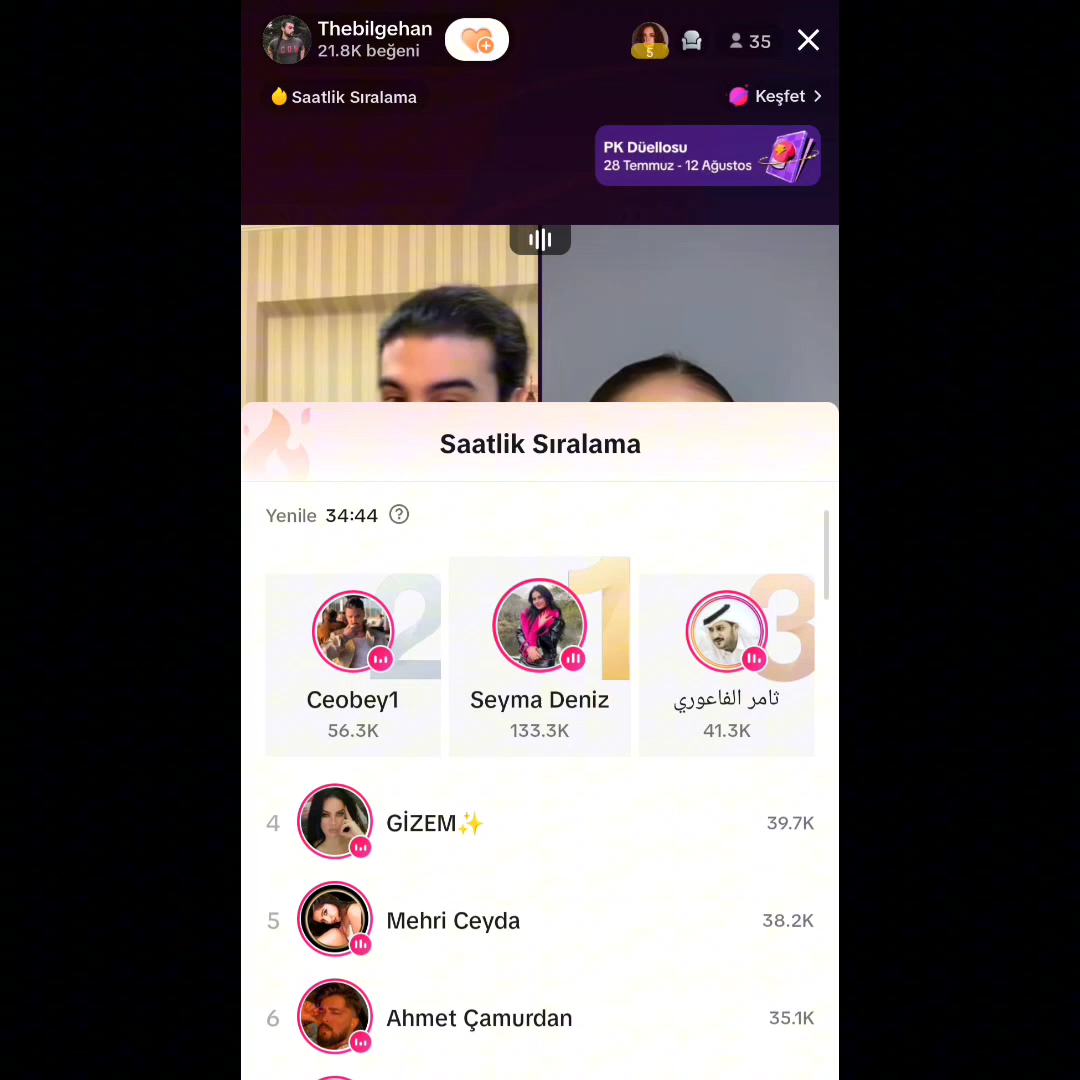 Thebilgehan
21.8K beğeni
5
35
Saatlik Sıralama
Keşfet
PK Düellosu
28 Temmuz - 12 Ağustos
Saatlik Sıralama
Yenile 34:44
2
1
3
Ceobey1
56.3K
Seyma Deniz
133.3K
ثامر الفاعوري
41.3K
4 GİZEM✨ 39.7K
5 Mehri Ceyda 38.2K
6 Ahmet Çamurdan 35.1K